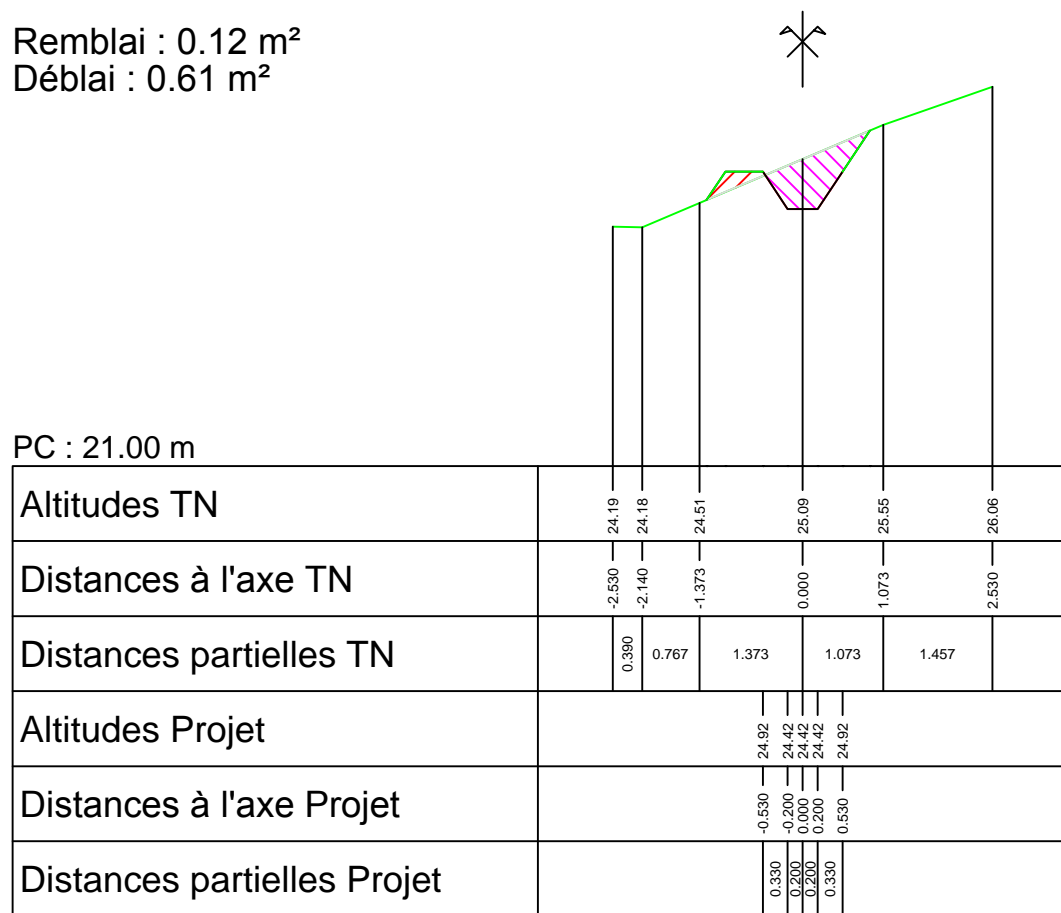 Remblai : 0.12 m²
Déblai : 0.61 m²
PC : 21.00 m
Altitudes TN 24.19 24.18 24.51 25.09 25.55 26.06
Distances à l'axe TN -2.530 -2.140 -1.373 0.000 1.073 2.530
Distances partielles TN 0.390 0.767 1.373 1.073 1.457
Altitudes Projet 24.92 24.42 24.42 24.42 24.92
Distances à l'axe Projet -0.530 -0.200 0.000 0.200 0.530
Distances partielles Projet 0.330 0.200 0.200 0.330